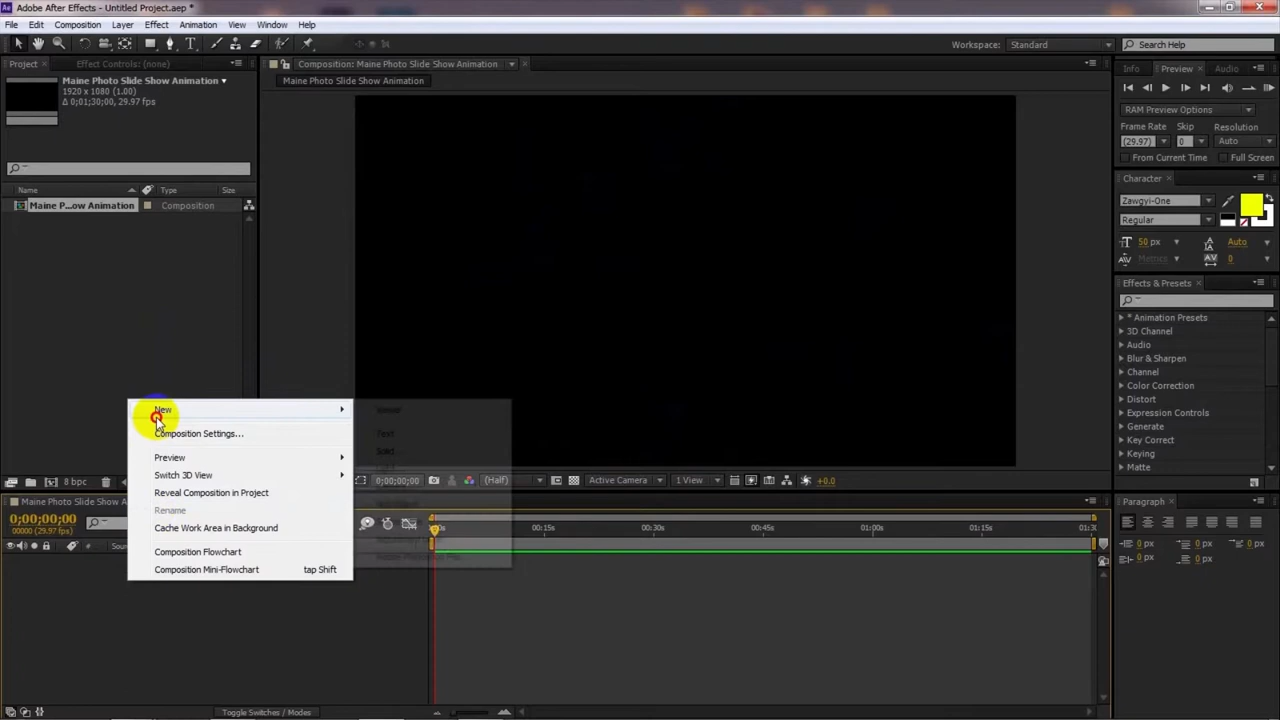 Adobe After Effects - Untitled Project.aep *
File Edit Composition Layer Effect Animation View Window Help
Workspace: Standard Search Help
Project Effect Controls: (none)
Composition: Maine Photo Slide Show Animation
Info Preview Audio
Maine Photo Slide Show Animation
1920 x 1080 (1.00)
Δ 0;01;30;00, 29.97 fps
Maine Photo Slide Show Animation
RAM Preview Options
Frame Rate Skip Resolution
(29.97) 0 Auto
From Current Time Full Screen
Name Type Size
Maine P...ow Animation Composition
Character
Zawgyi-One
Regular
50 px Auto
Metrics 0
Effects & Presets
* Animation Presets
3D Channel
Audio
Blur & Sharpen
Channel
Color Correction
Distort
Expression Controls
Generate
Key Correct
Keying
Matte
New
Composition Settings...
Preview
Switch 3D View
Reveal Composition in Project
Rename
Cache Work Area in Background
Composition Flowchart
Composition Mini-Flowchart tap Shift
Text
Solid...
8 bpc
0;00;00;00 (Half) Active Camera 1 View +0.0
Maine Photo Slide Show A
0;00;00;00
00000 (29.97 fps)
00:15s 00:30s 00:45s 01:00s 01:15s 01:30
Paragraph
0 px 0 px 0 px
0 px 0 px
Toggle Switches / Modes